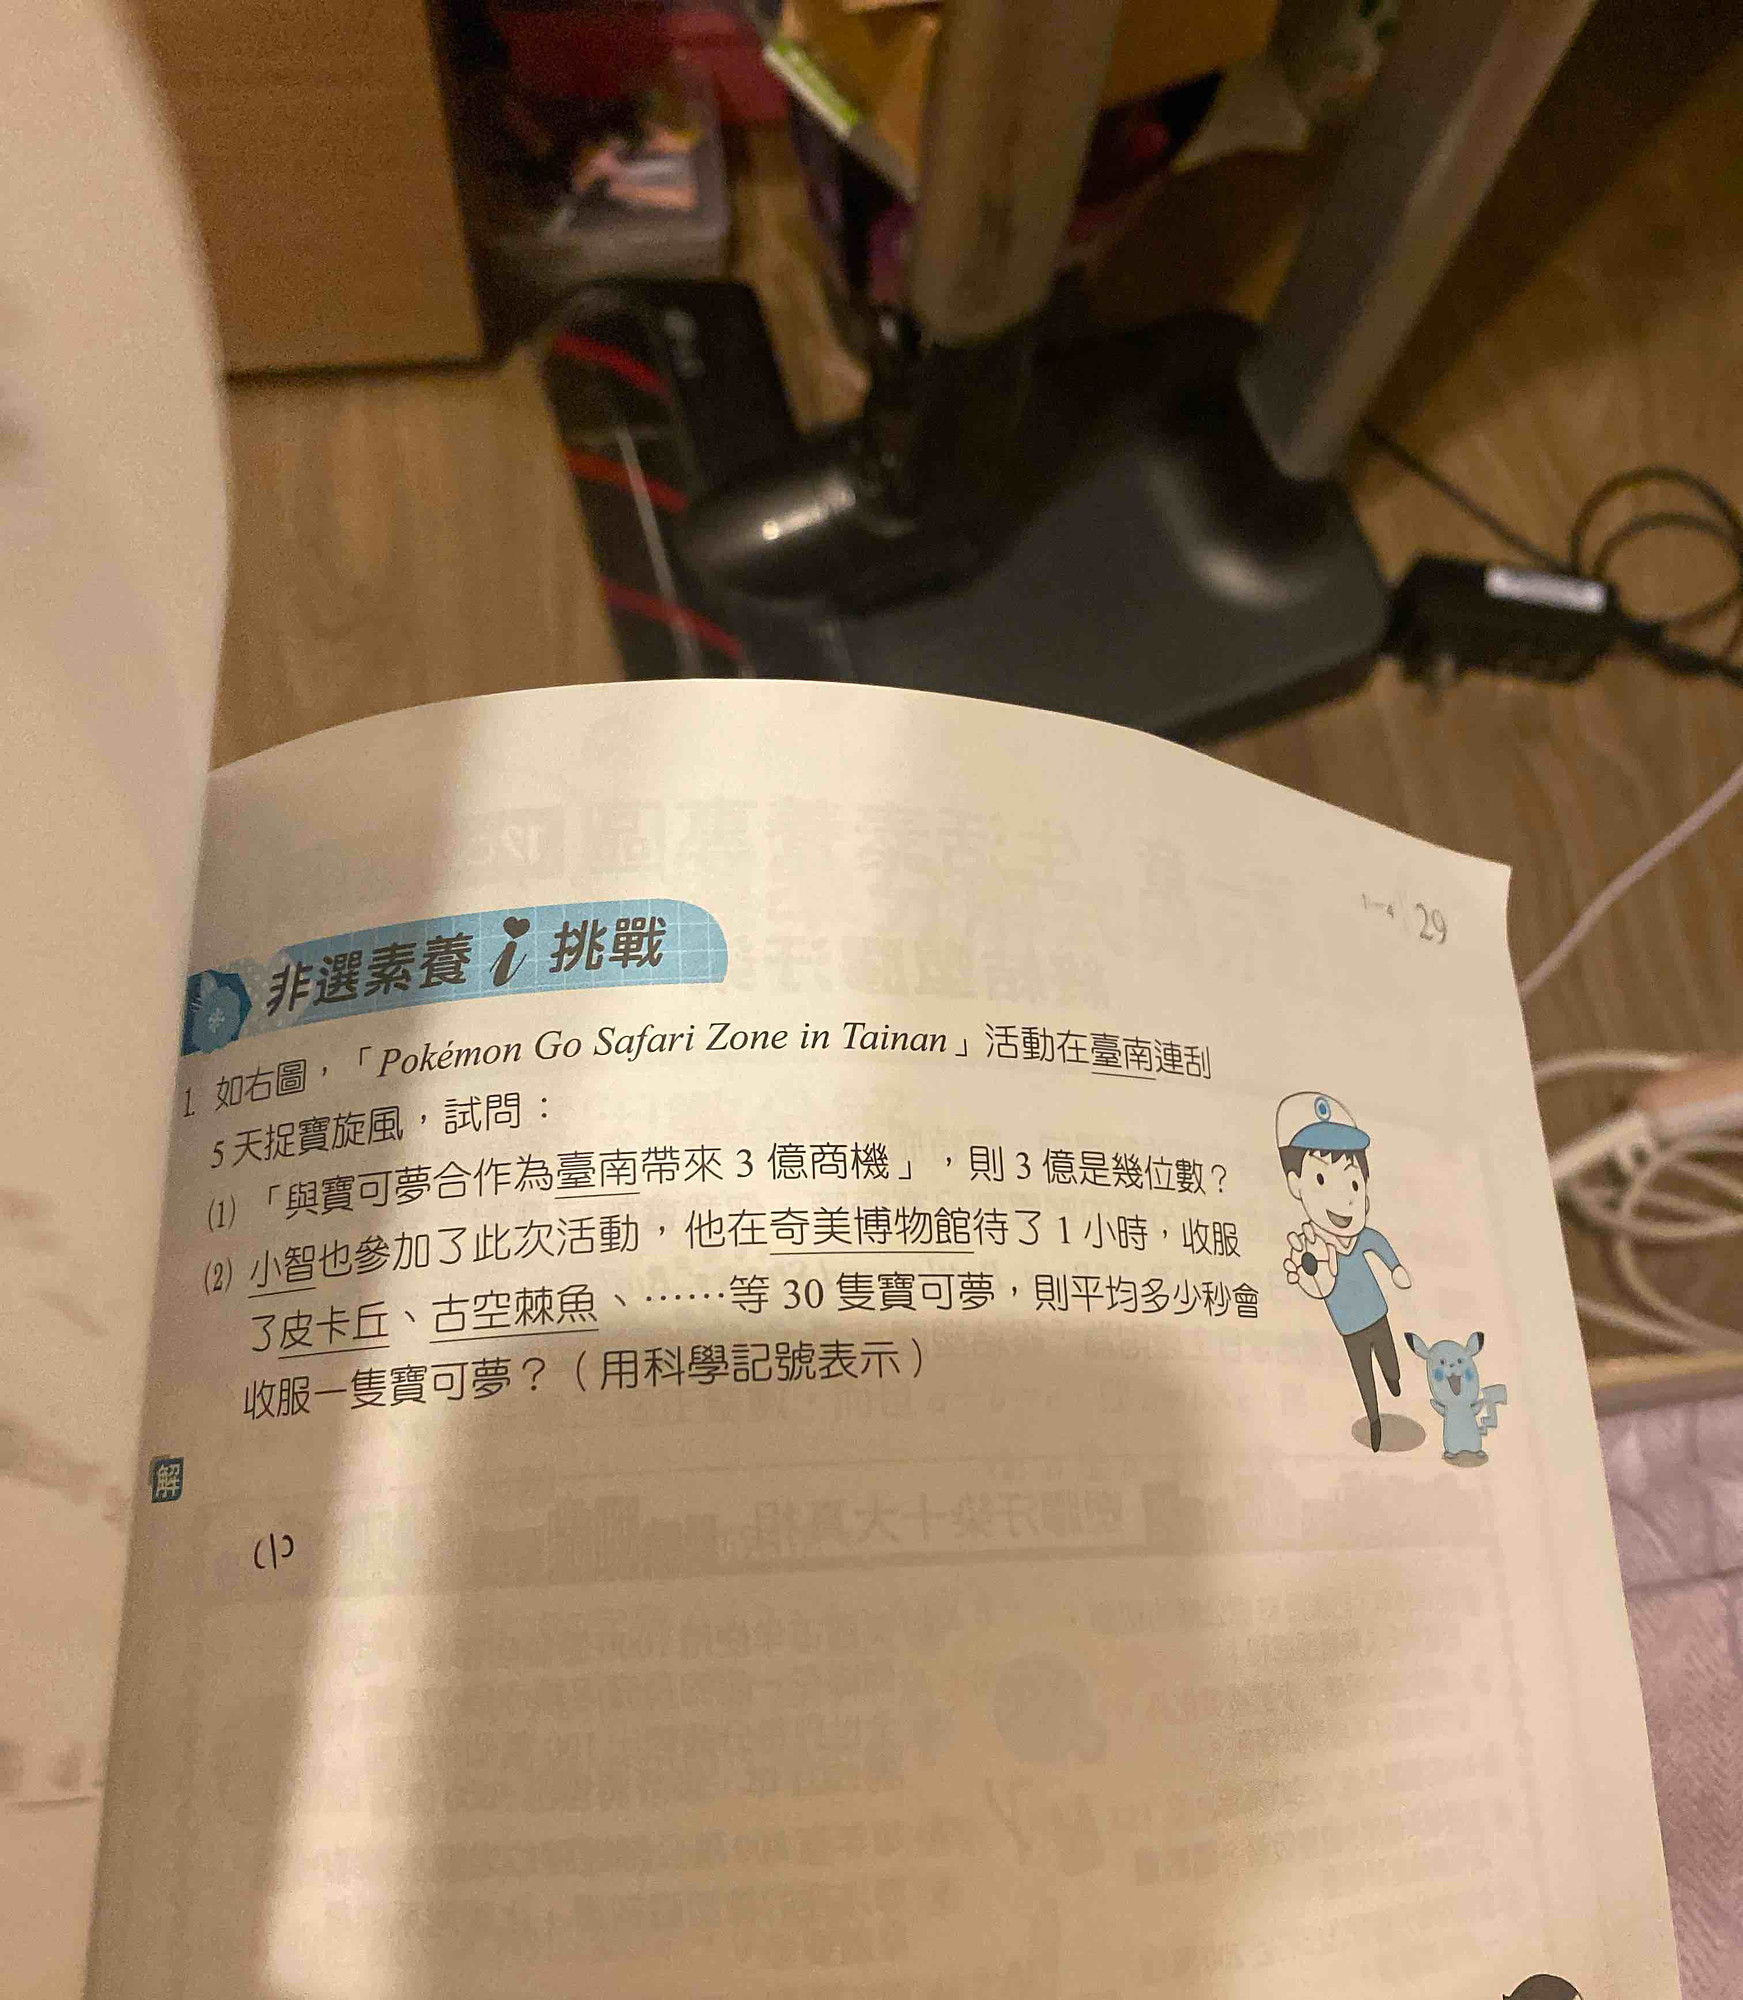 1-4 29
非選素養i挑戰
1. 如右圖，「Pokémon Go Safari Zone in Tainan」活動在臺南連刮
5天捉寶旋風，試問：
(1) 「與寶可夢合作為臺南帶來 3 億商機」，則 3 億是幾位數？
(2) 小智也參加了此次活動，他在奇美博物館待了 1 小時，收服
了皮卡丘、古空棘魚、……等 30 隻寶可夢，則平均多少秒會
收服一隻寶可夢？（用科學記號表示）
解
(1)